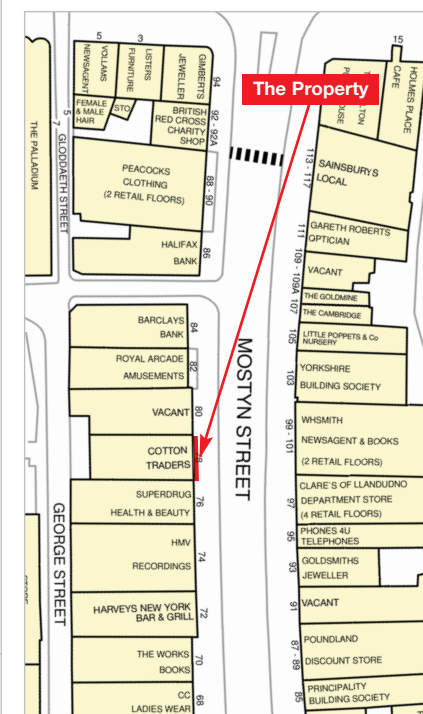 The Property
5
3
94
15
VOLLAMS
NEWSAGENT
LISTERS
FURNITURE
GIMBERTS
JEWELLER
HOLMES PLACE
CAFE
FEMALE
& MALE
HAIR
STO
BRITISH
RED CROSS
CHARITY
SHOP
92 - 92A
5
7
THE PALLADIUM
GLODDAETH STREET
PEACOCKS
CLOTHING
(2 RETAIL FLOORS)
88 - 90
HALIFAX
BANK
86
BARCLAYS
BANK
84
ROYAL ARCADE
AMUSEMENTS
82
VACANT
80
COTTON
TRADERS
SUPERDRUG
HEALTH & BEAUTY
76
HMV
RECORDINGS
74
HARVEYS NEW YORK
BAR & GRILL
72
THE WORKS
BOOKS
70
CC
LADIES WEAR
68
GEORGE STREET
MOSTYN STREET
SAINSBURYS
LOCAL
113 - 117
GARETH ROBERTS
OPTICIAN
111
VACANT
109 - 109A
THE GOLDMINE
107
THE CAMBRIDGE
LITTLE POPPETS & Co
NURSERY
105
YORKSHIRE
BUILDING SOCIETY
103
WHSMITH
NEWSAGENT & BOOKS
(2 RETAIL FLOORS)
99 - 101
CLARE'S OF LLANDUDNO
DEPARTMENT STORE
(4 RETAIL FLOORS)
97
PHONES 4U
TELEPHONES
95
GOLDSMITHS
JEWELLER
93
VACANT
91
POUNDLAND
DISCOUNT STORE
87 - 89
PRINCIPALITY
BUILDING SOCIETY
85